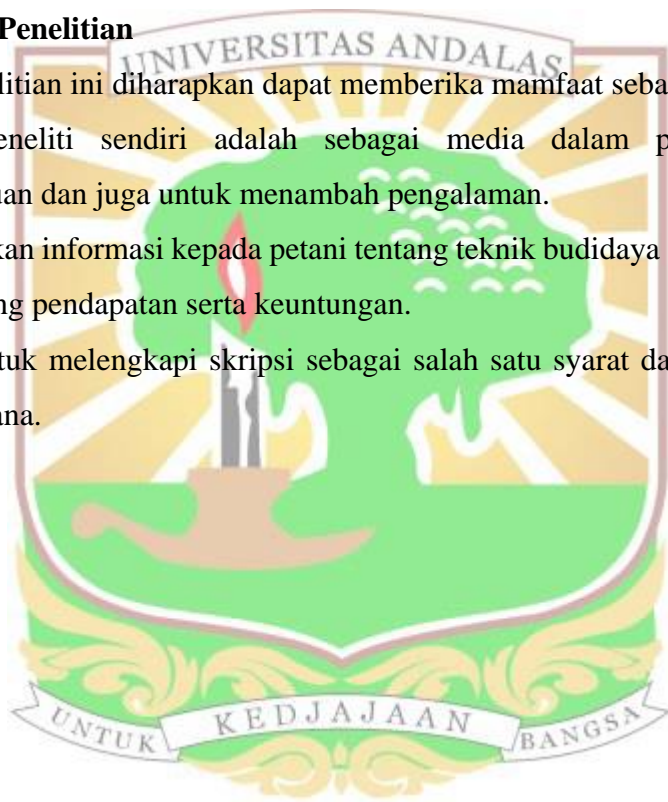 Penelitian
UNIVERSITAS ANDALAS
litian ini diharapkan dapat memberika mamfaat seba
eneliti sendiri adalah sebagai media dalam p
uan dan juga untuk menambah pengalaman.
kan informasi kepada petani tentang teknik budidaya
ng pendapatan serta keuntungan.
tuk melengkapi skripsi sebagai salah satu syarat da
ana.
UNTUK KEDJAJAAN BANGSA